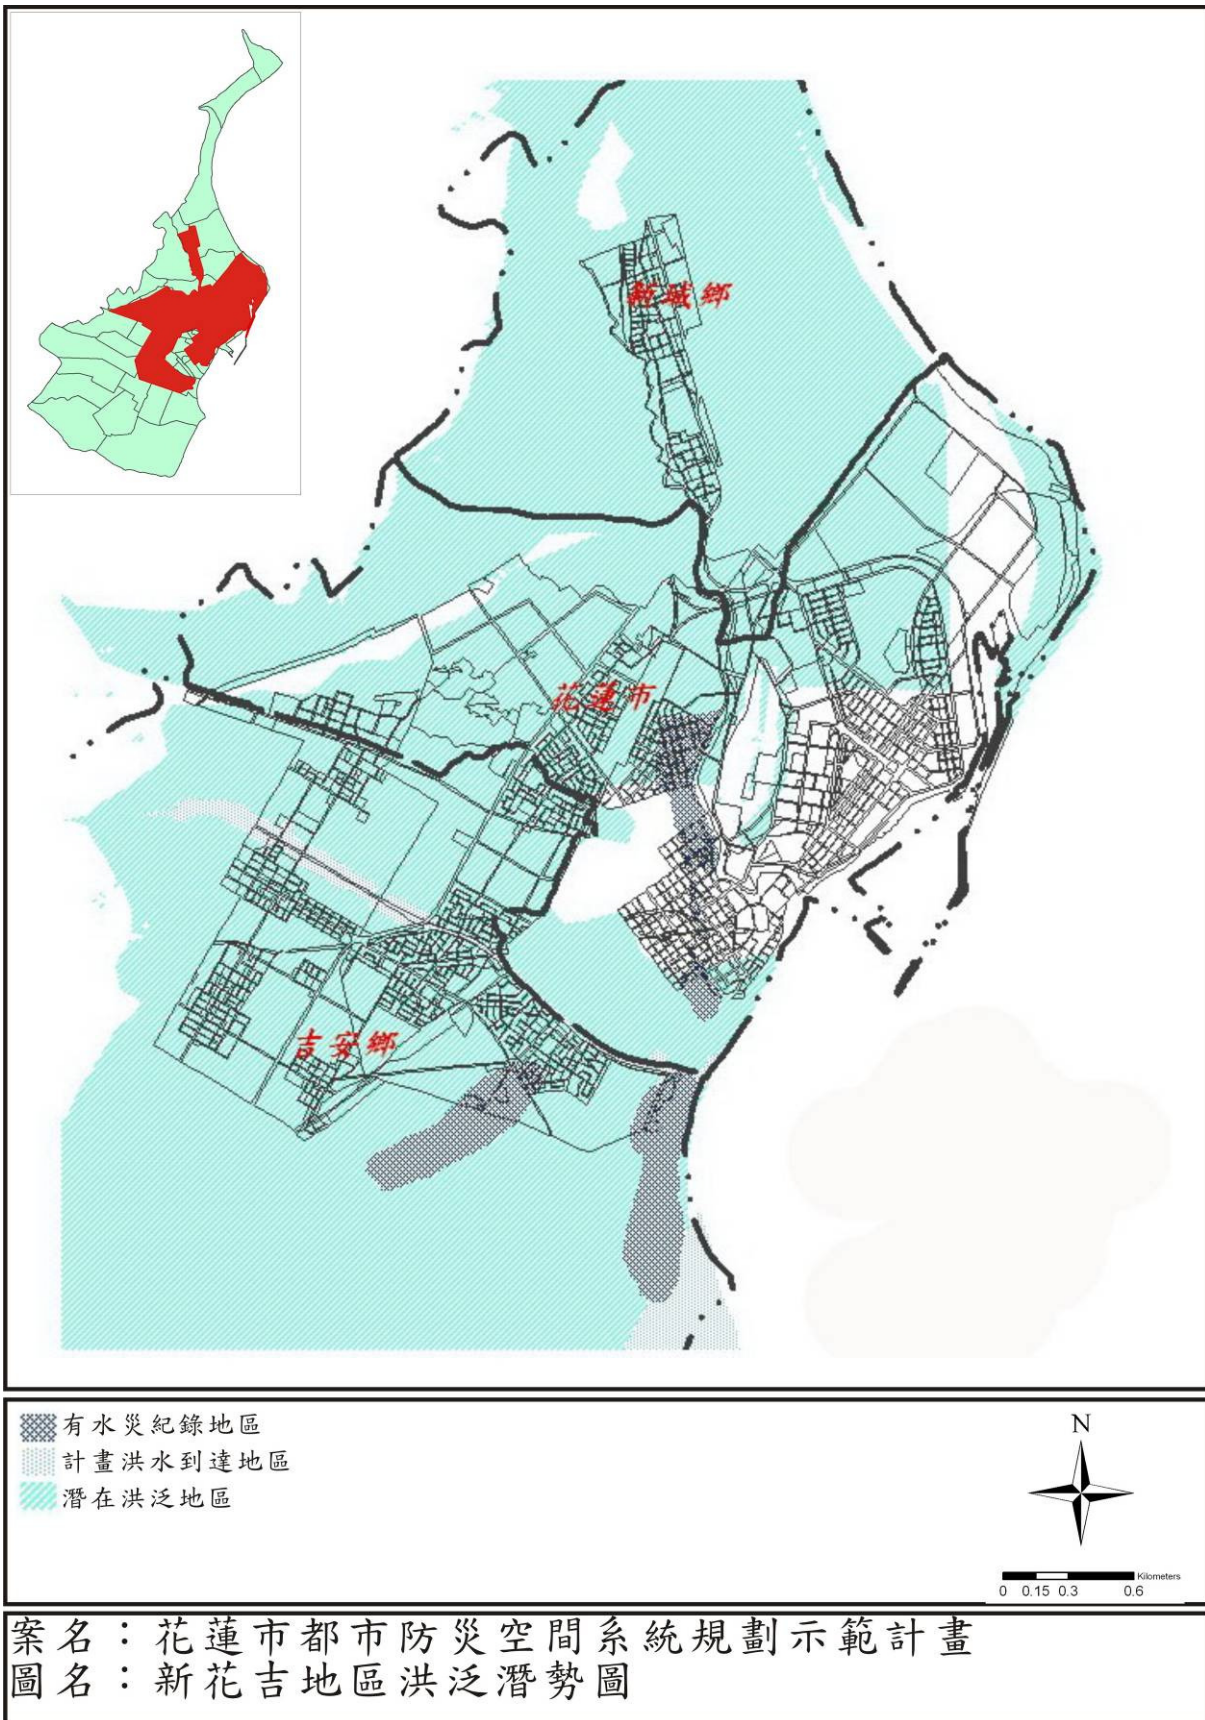 新城鄉
花蓮市
吉安鄉
有水災紀錄地區
計畫洪水到達地區
潛在洪泛地區
N
Kilometers
0 0.15 0.3 0.6
案名：花蓮市都市防災空間系統規劃示範計畫
圖名：新花吉地區洪泛潛勢圖